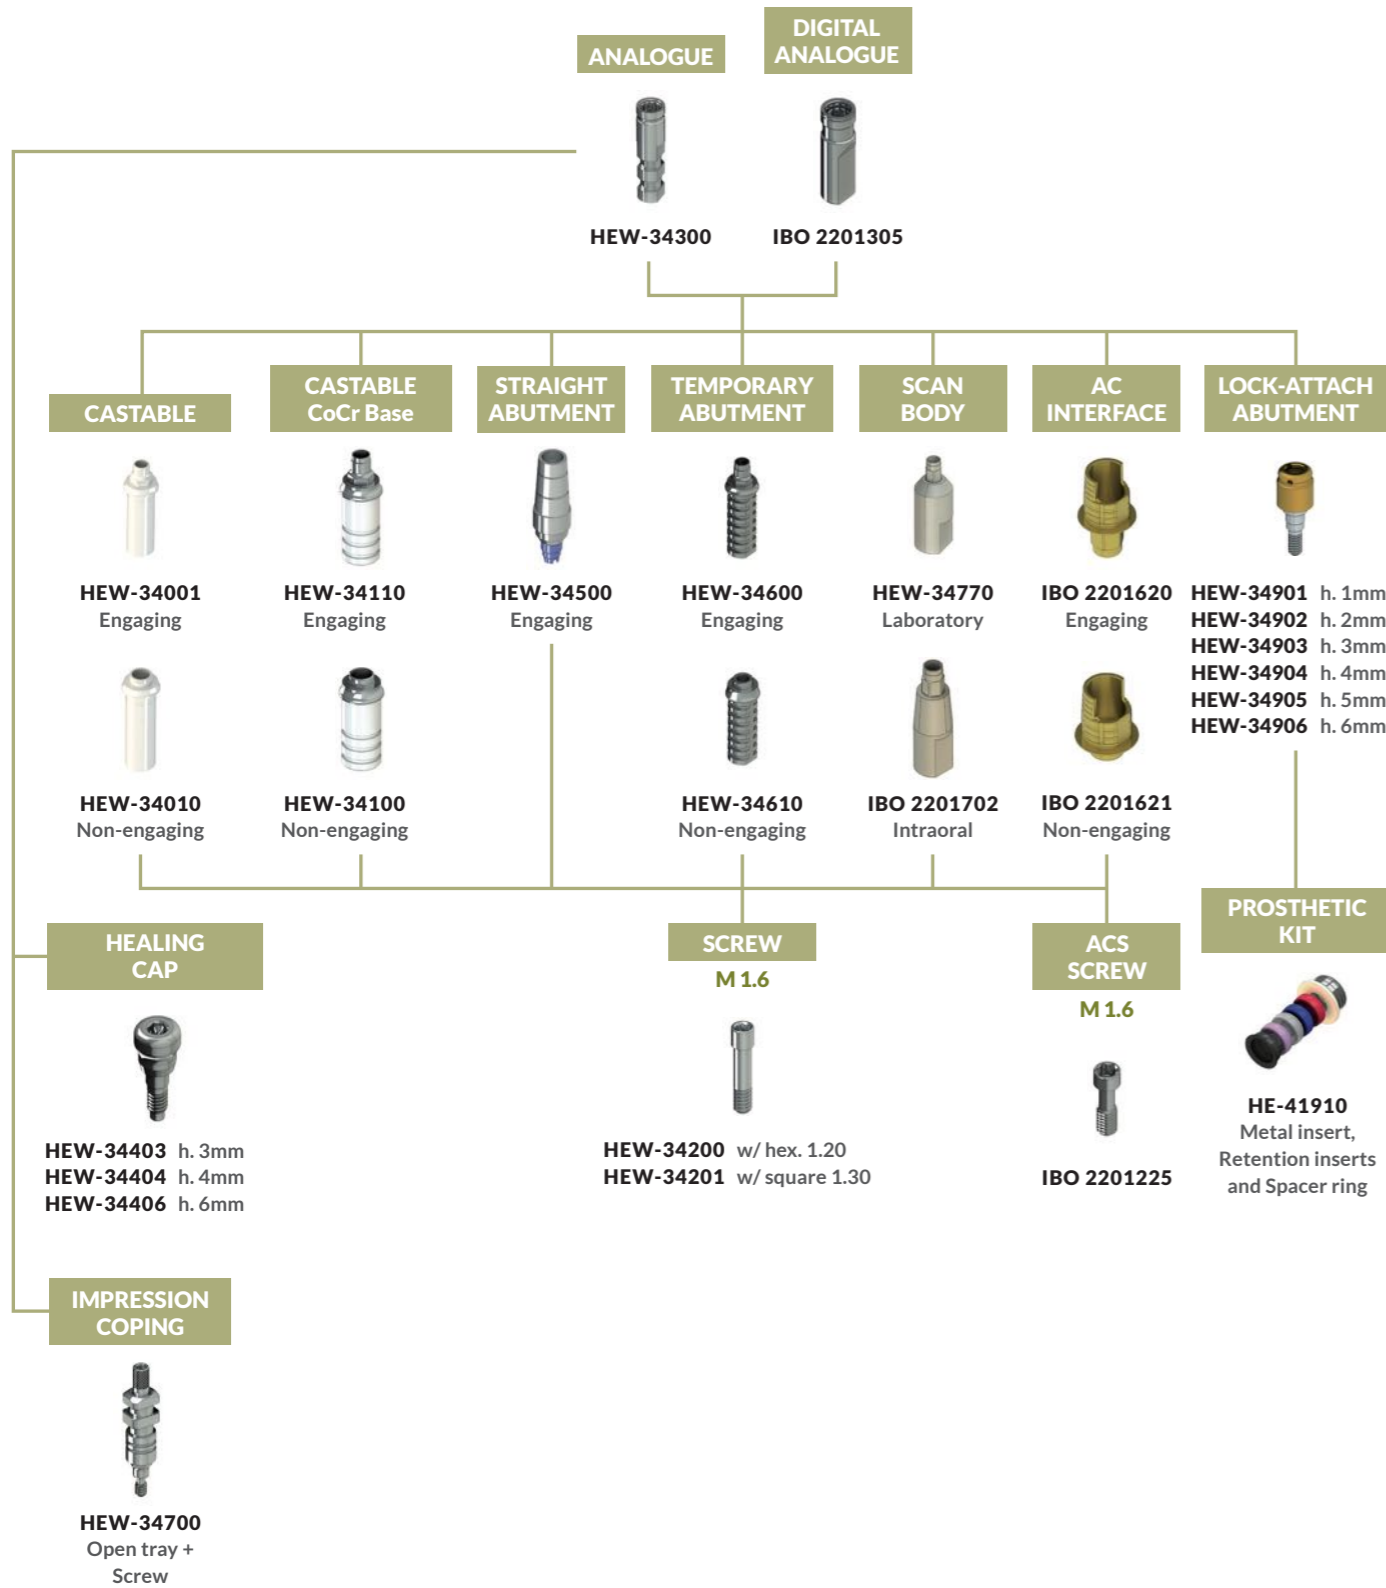 ANALOGUE
DIGITAL
ANALOGUE
HEW-34300
IBO 2201305
CASTABLE
HEW-34001
Engaging
HEW-34010
Non-engaging
CASTABLE
CoCr Base
HEW-34110
Engaging
HEW-34100
Non-engaging
STRAIGHT
ABUTMENT
HEW-34500
Engaging
TEMPORARY
ABUTMENT
HEW-34600
Engaging
HEW-34610
Non-engaging
SCAN
BODY
HEW-34770
Laboratory
IBO 2201702
Intraoral
AC
INTERFACE
IBO 2201620
Engaging
IBO 2201621
Non-engaging
LOCK-ATTACH
ABUTMENT
HEW-34901 h. 1mm
HEW-34902 h. 2mm
HEW-34903 h. 3mm
HEW-34904 h. 4mm
HEW-34905 h. 5mm
HEW-34906 h. 6mm
HEALING
CAP
HEW-34403 h. 3mm
HEW-34404 h. 4mm
HEW-34406 h. 6mm
SCREW
M 1.6
HEW-34200 w/ hex. 1.20
HEW-34201 w/ square 1.30
ACS
SCREW
M 1.6
IBO 2201225
PROSTHETIC
KIT
HE-41910
Metal insert,
Retention inserts
and Spacer ring
IMPRESSION
COPING
HEW-34700
Open tray +
Screw